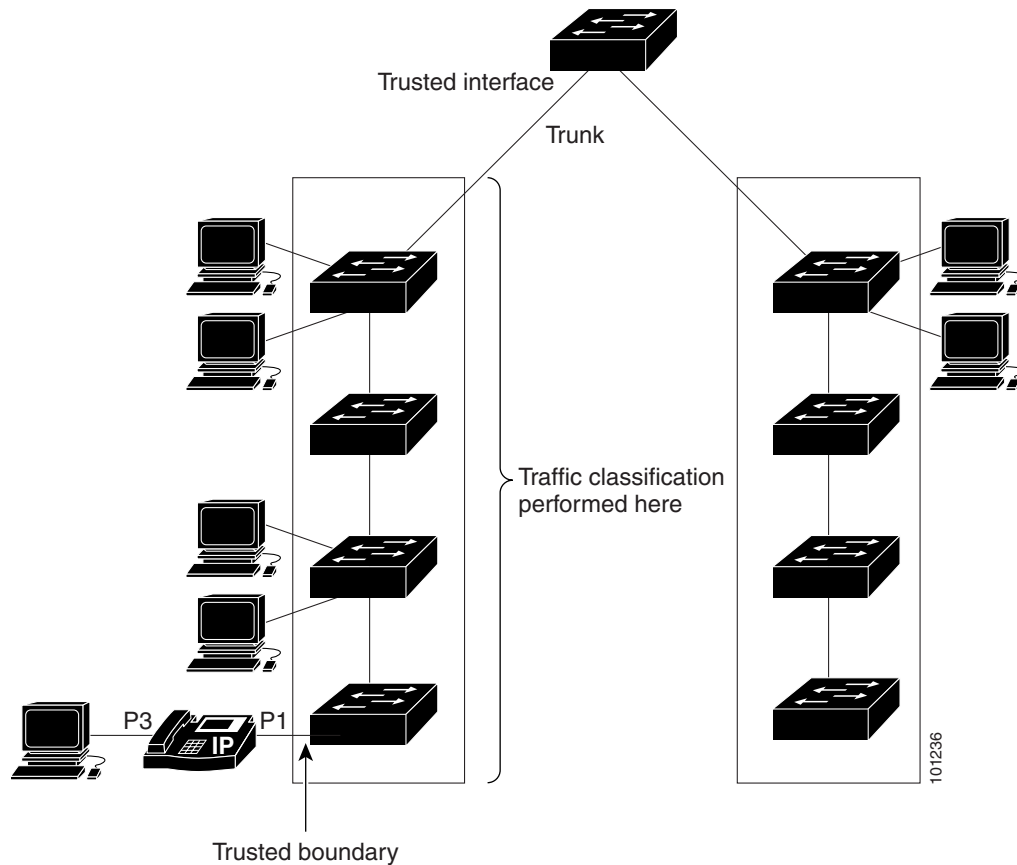 Trusted interface
Trunk
Traffic classification
performed here
P3
IP
P1
101236
Trusted boundary